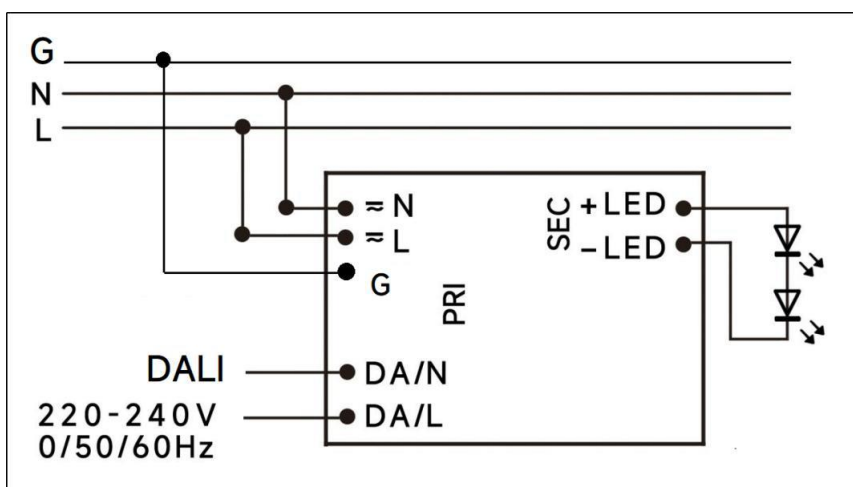 G
N
L
≂ N
≂ L
G
PRI
SEC
+LED
−LED
DALI
DA/N
220-240V
0/50/60Hz
DA/L